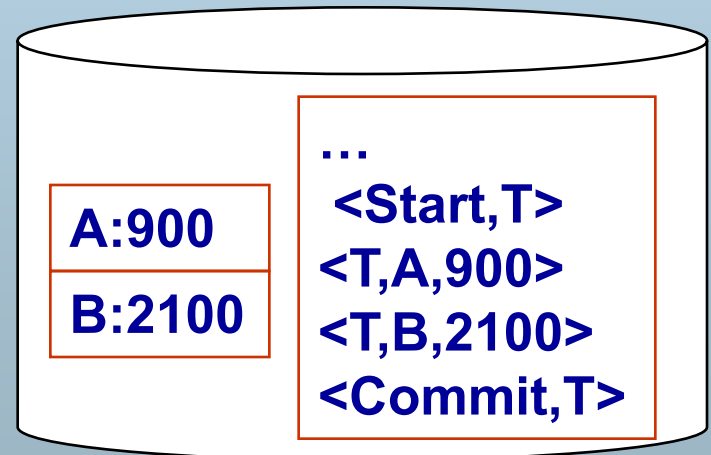 A:900
B:2100
…
<Start,T>
<T,A,900>
<T,B,2100>
<Commit,T>